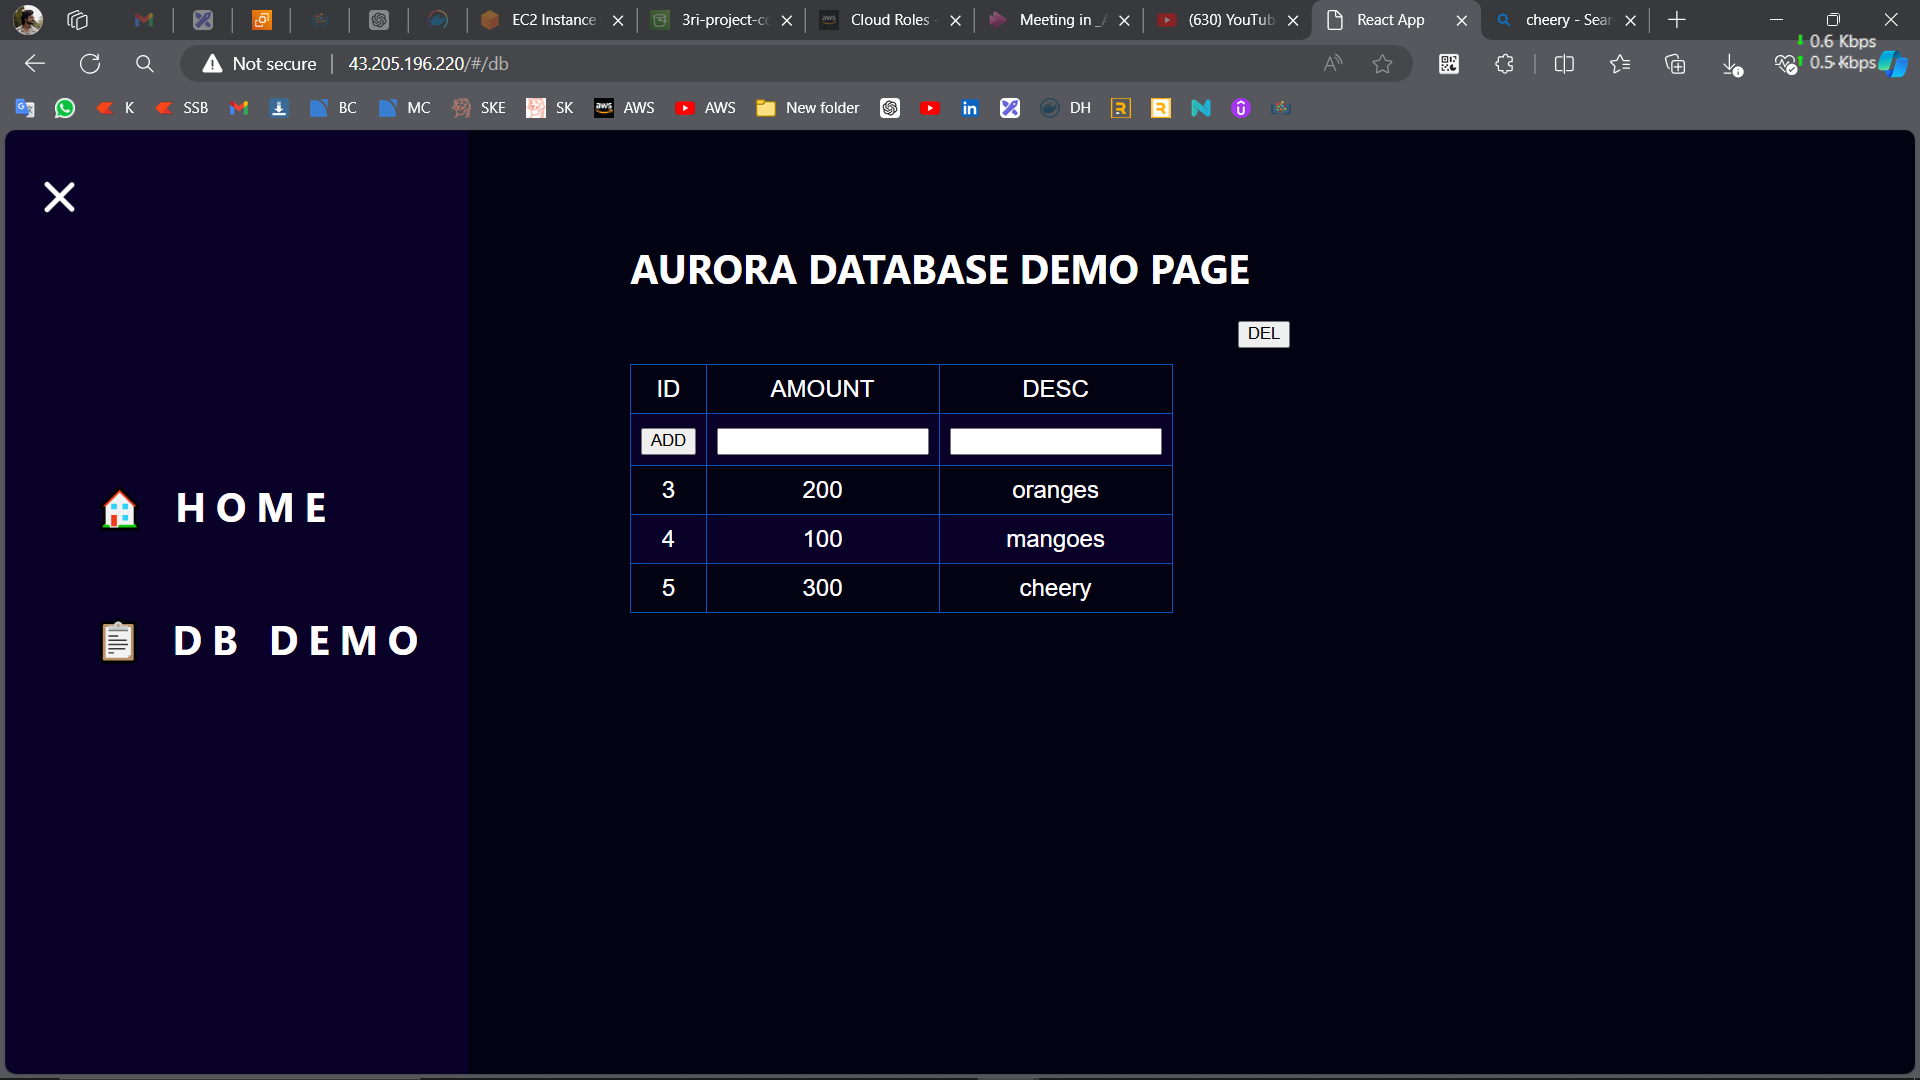 EC2 Instance
3ri-project-co
Cloud Roles -
Meeting in _
(630) YouTub
React App
cheery - Sear
Not secure
43.205.196.220/#/db
0.6 Kbps
0.5 Kbps
K
SSB
BC
MC
SKE
SK
AWS
AWS
New folder
DH
AURORA DATABASE DEMO PAGE
DEL
ID AMOUNT DESC
ADD
3 200 oranges
4 100 mangoes
5 300 cheery
HOME
DB DEMO